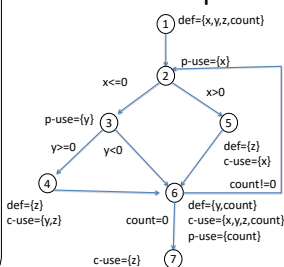 1 def={x,y,z,count}
p-use={x}
2
x<=0
x>0
p-use={y}
3
5
y>=0
y<0
def={z}
c-use={x}
4
6
count!=0
def={z}
c-use={y,z}
def={y,count}
c-use={x,y,z,count}
p-use={count}
count=0
c-use={z}
7